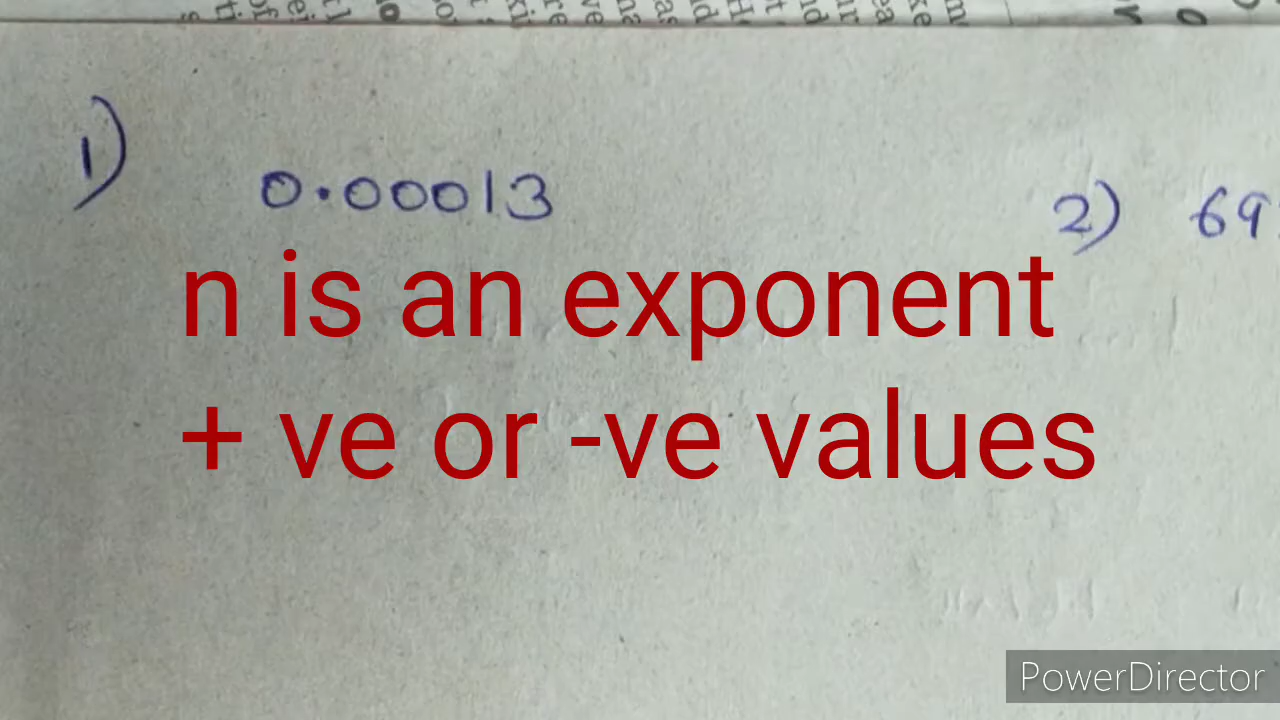 1)
0.00013
2) 69
n is an exponent
+ ve or -ve values
PowerDirector